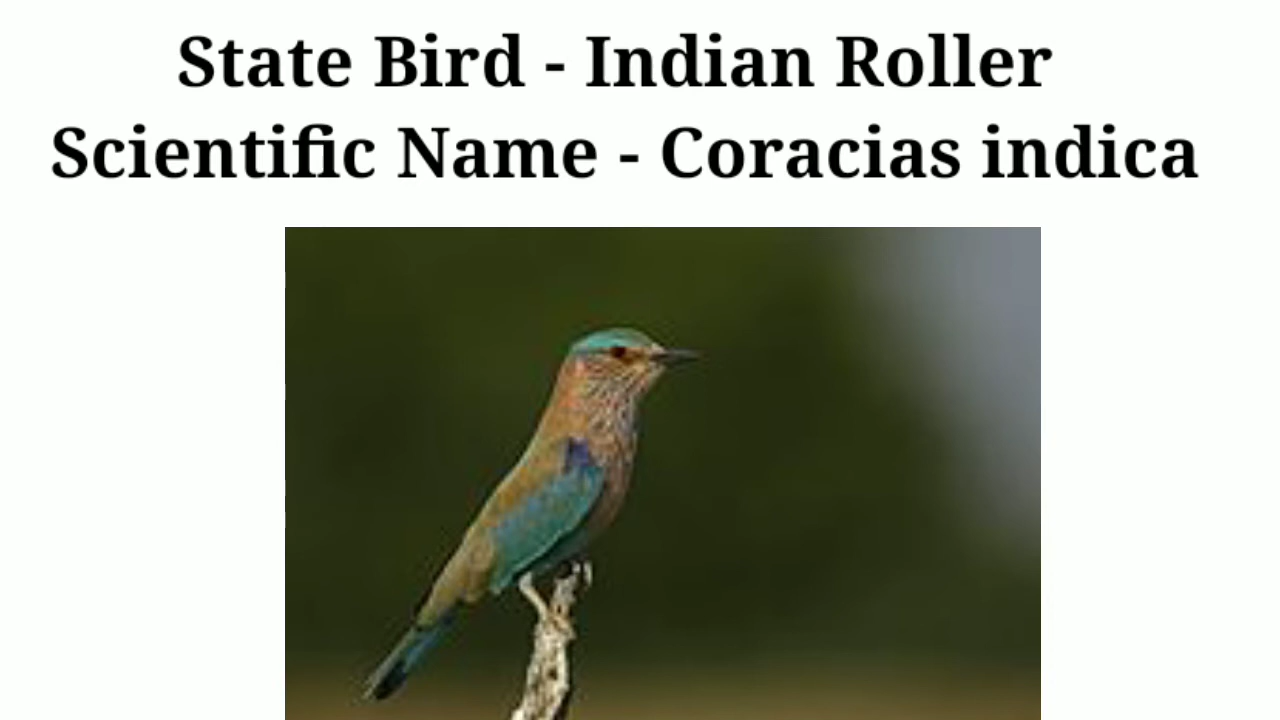 State Bird - Indian Roller
Scientific Name - Coracias indica